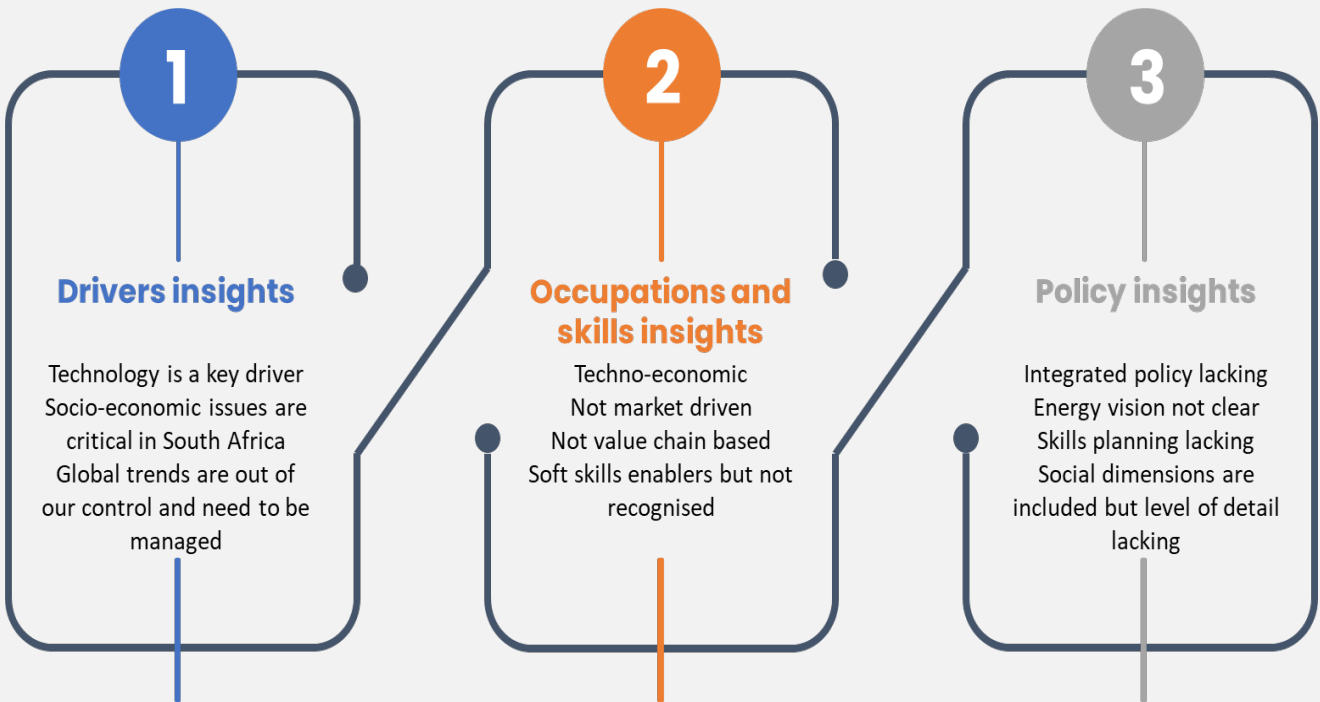 1
Drivers insights
Technology is a key driver
Socio-economic issues are
critical in South Africa
Global trends are out of
our control and need to be
managed
2
Occupations and
skills insights
Techno-economic
Not market driven
Not value chain based
Soft skills enablers but not
recognised
3
Policy insights
Integrated policy lacking
Energy vision not clear
Skills planning lacking
Social dimensions are
included but level of detail
lacking